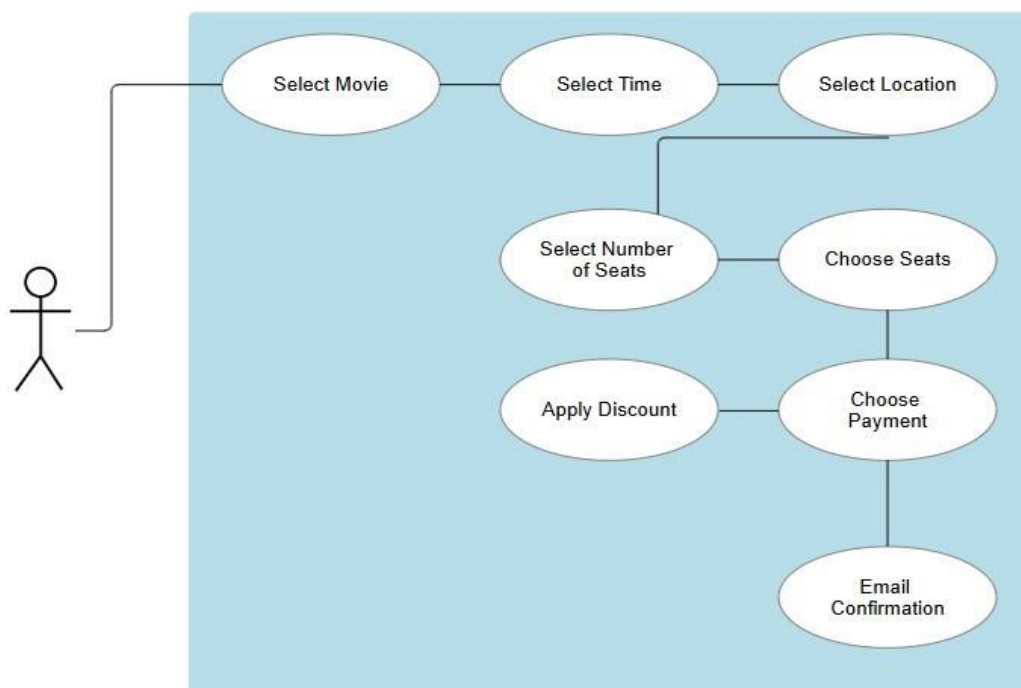 Select Movie
Select Time
Select Location
Select Number
of Seats
Choose Seats
Apply Discount
Choose
Payment
Email
Confirmation